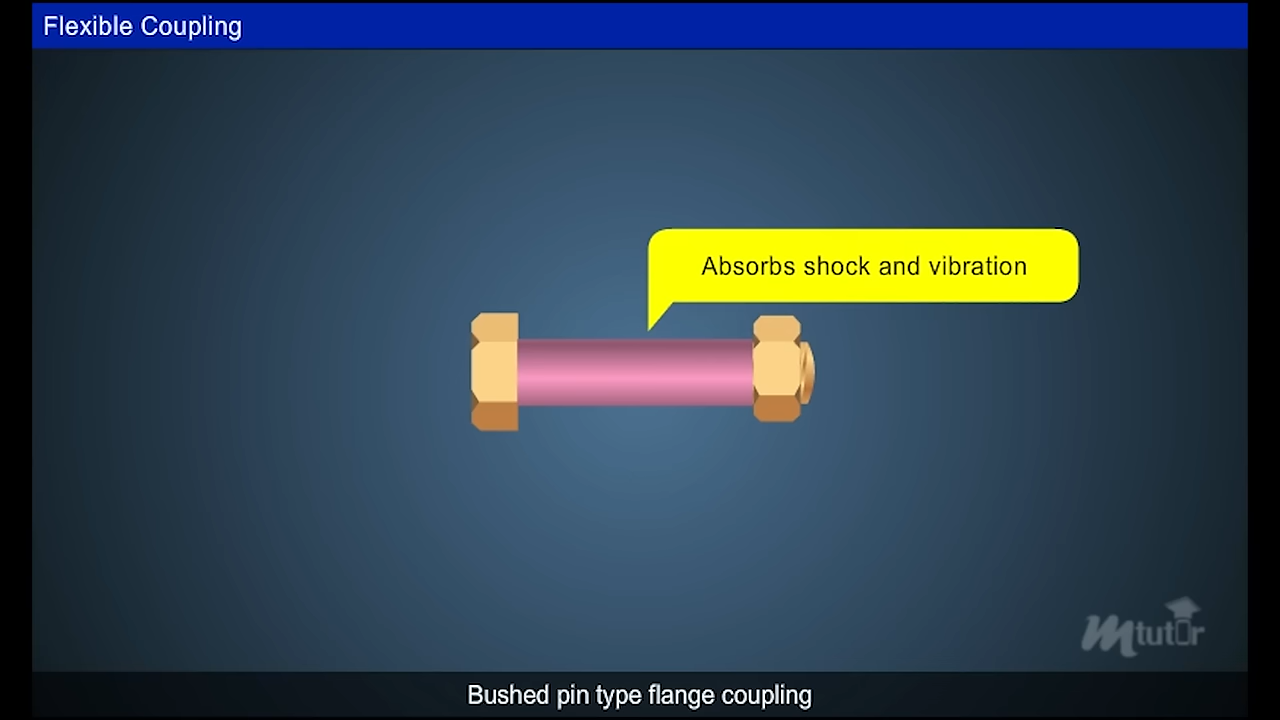 Flexible Coupling
Absorbs shock and vibration
mtutor
Bushed pin type flange coupling